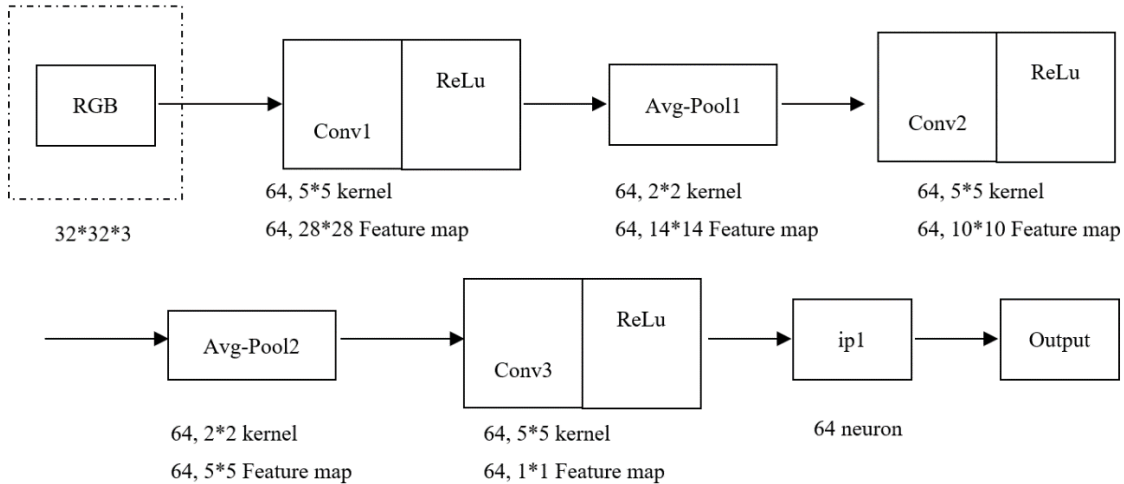 RGB
32*32*3
Conv1
ReLu
64, 5*5 kernel
64, 28*28 Feature map
Avg-Pool1
64, 2*2 kernel
64, 14*14 Feature map
Conv2
ReLu
64, 5*5 kernel
64, 10*10 Feature map
Avg-Pool2
64, 2*2 kernel
64, 5*5 Feature map
Conv3
ReLu
64, 5*5 kernel
64, 1*1 Feature map
ip1
64 neuron
Output